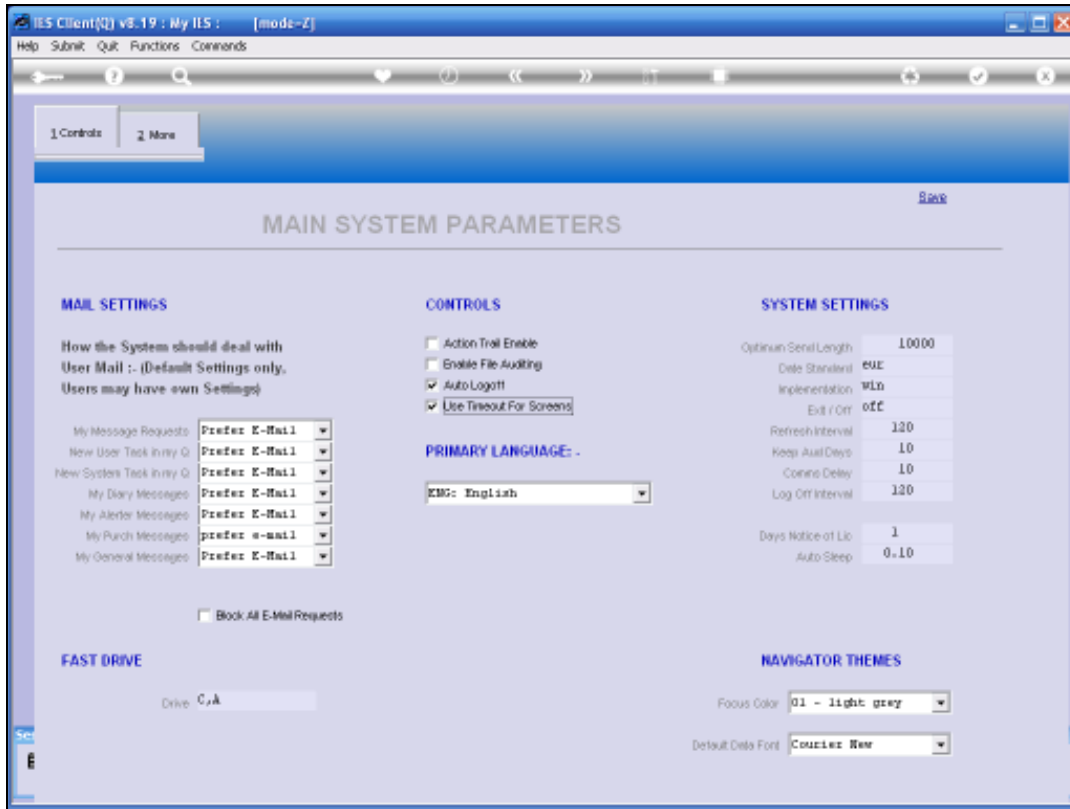 IES Client(Q) v8.19 : My IES : [mode-Z]
Help Submit Quit Functions Commands
1 Controls 2 More
Save
MAIN SYSTEM PARAMETERS
MAIL SETTINGS
How the System should deal with
User Mail :- (Default Settings only.
Users may have own Settings)
My Message Requests Prefer E-Mail
New User Task in my Q Prefer E-Mail
New System Task in my Q Prefer E-Mail
My Diary Messages Prefer E-Mail
My Alerter Messages Prefer E-Mail
My Purch Messages prefer e-mail
My General Messages Prefer E-Mail
Block All E-Mail Requests
FAST DRIVE
Drive C,A
CONTROLS
Action Trail Enable
Enable File Auditing
Auto Logoff
Use Timeout For Screens
PRIMARY LANGUAGE: -
ENG: English
SYSTEM SETTINGS
Optimum Servl Length 10000
Date Standard eur
Implementation win
Exit / Off off
Refresh Interval 120
Keep Aual Days 10
Comms Delay 10
Log Off Interval 120
Days Notice of Lic 1
Auto Sleep 0.10
NAVIGATOR THEMES
Focus Color 01 - light grey
Default Data Font Courier New